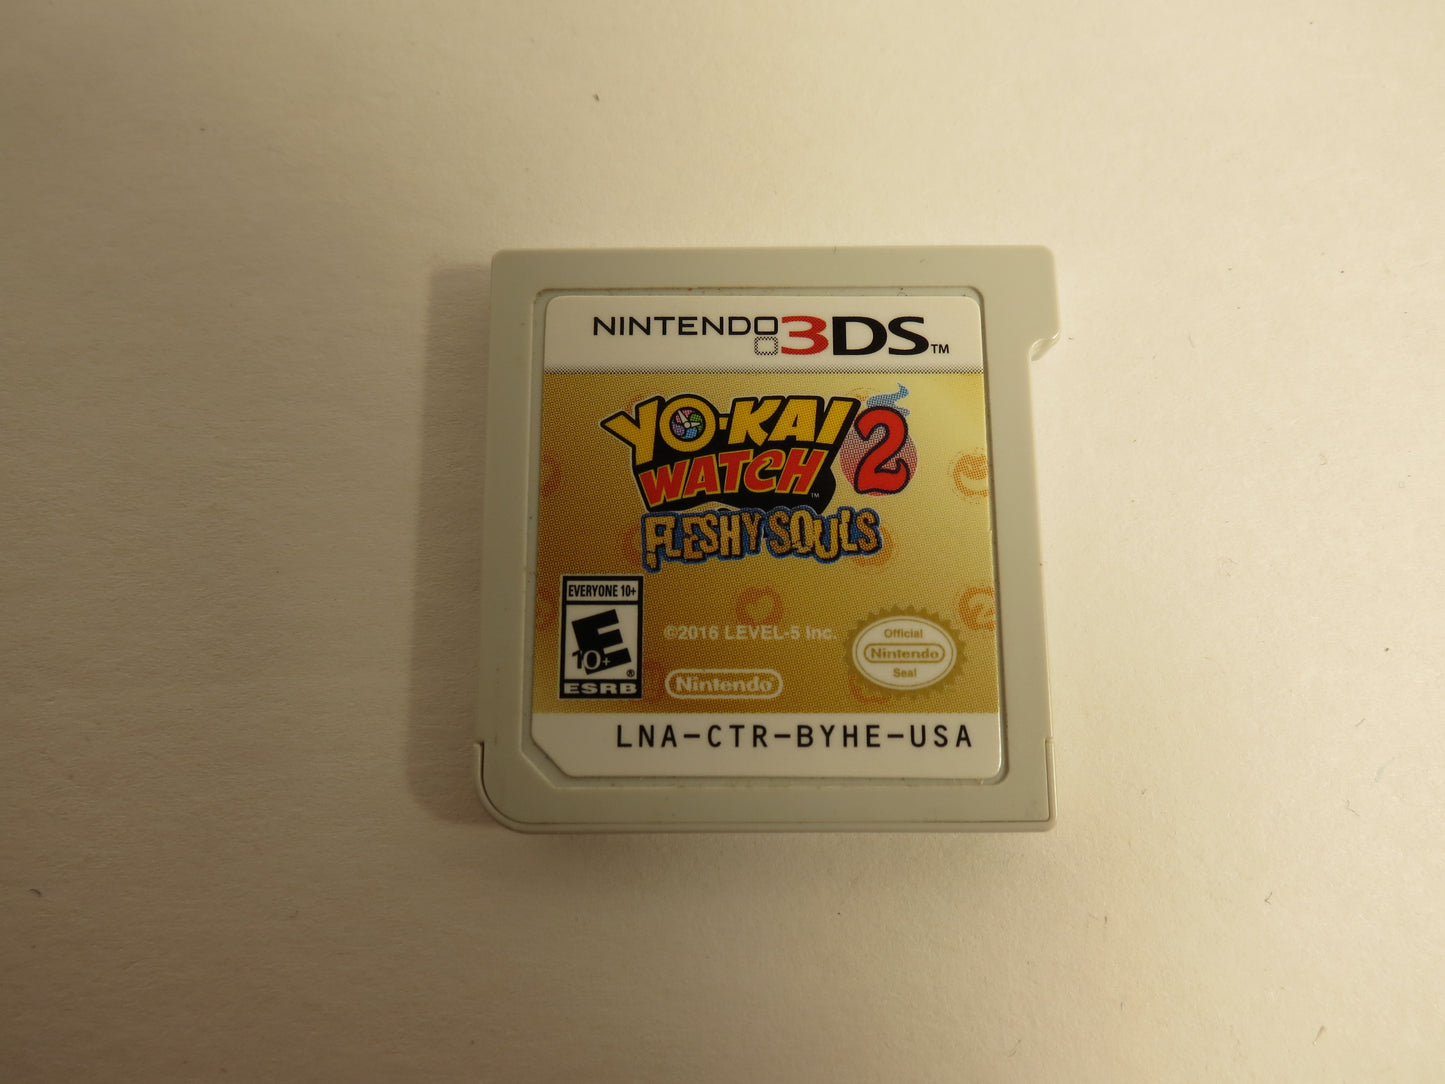 NINTENDO 3DS™
YO-KAI
WATCH™ 2
FLESHY SOULS
EVERYONE 10+
E
10+
®
ESRB
©2016 LEVEL-5 Inc.
Nintendo
Official
Nintendo
Seal
LNA-CTR-BYHE-USA